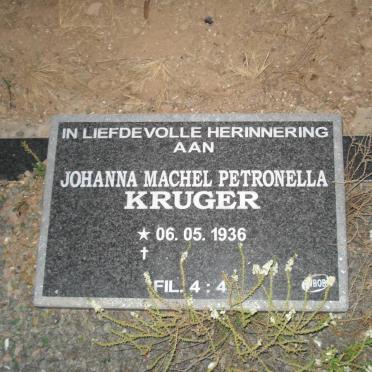 IN LIEFDEVOLLE HERINNERING
AAN
JOHANNA MACHEL PETRONELLA
KRUGER
★ 06. 05. 1936
✝
FIL. 4 : 4